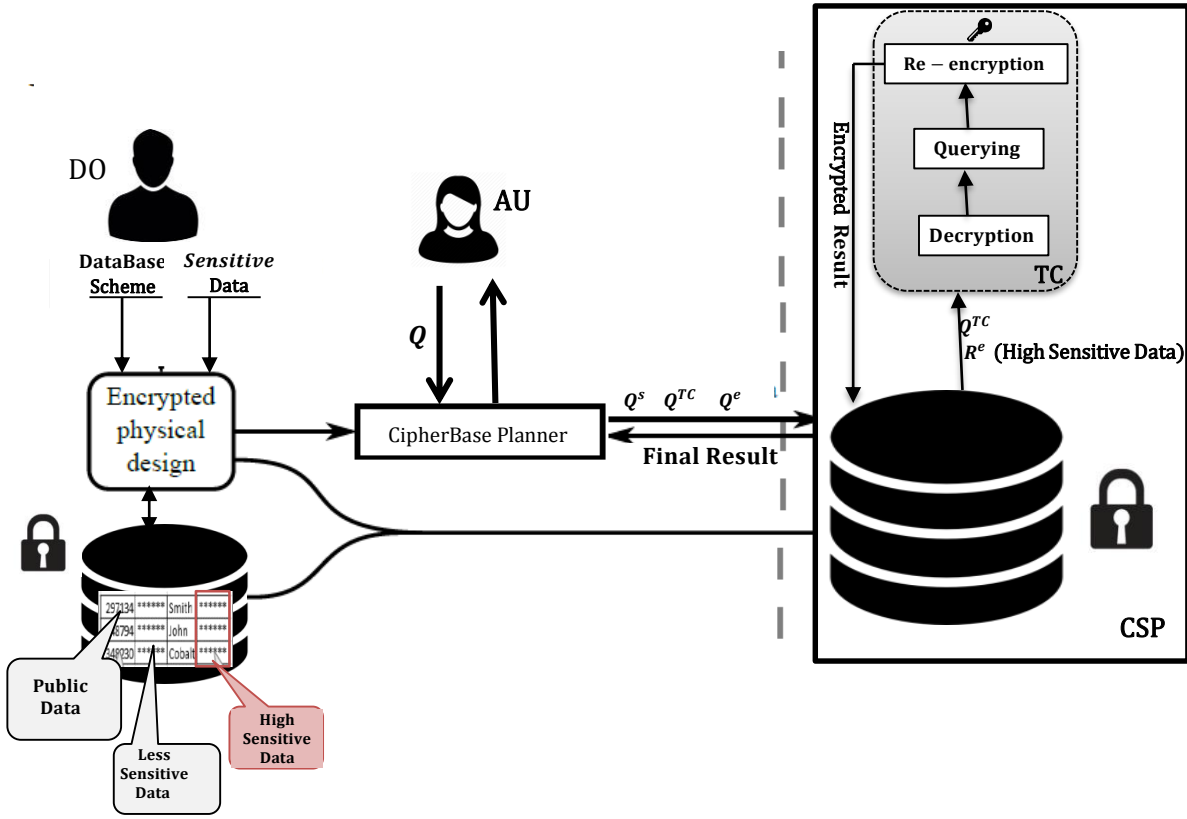 DO
DataBase
Scheme
Sensitive
Data
Encrypted
physical
design
AU
Q
CipherBase Planner
Q^s Q^TC Q^e
Final Result
Re – encryption
Querying
Decryption
TC
Encrypted Result
Q^TC
R^e (High Sensitive Data)
CSP
297134 ****** Smith ******
48794 ****** John ******
348930 ****** Cobalt ******
Public
Data
Less
Sensitive
Data
High
Sensitive
Data